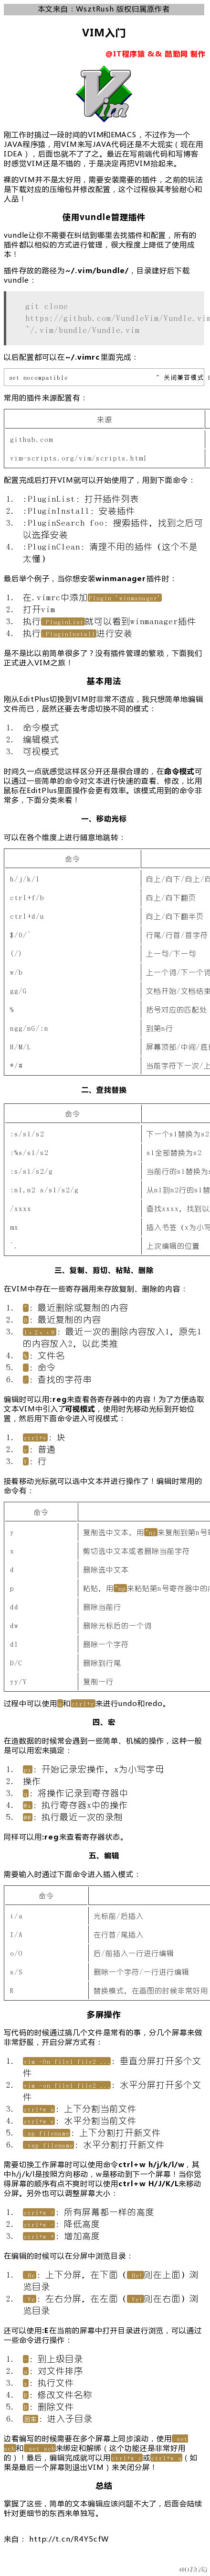 本文来自：WsztRush 版权归属原作者
VIM入门
@IT程序猿 && 酷勤网 制作
刚工作时搞过一段时间的VIM和EMACS，不过作为一个
JAVA程序猿，用VIM来写JAVA代码还是不大现实（现在用
IDEA），后面也就不了了之。最近在写前端代码和写博客
时感觉VIM还是不错的，于是决定再把VIM拾起来。
裸的VIM并不是太好用，需要安装需要的插件，之前的玩法
是下载对应的压缩包并修改配置，这个过程极其考验耐心和
人品！
使用vundle管理插件
vundle让你不需要在纠结到哪里去找插件和配置，所有的
插件都以相似的方式进行管理，很大程度上降低了使用成
本！
插件存放的路径为~/.vim/bundle/，目录建好后下载
vundle：
git clone
https://github.com/VundleVim/Vundle.vim
~/.vim/bundle/Vundle.vim
以后配置都可以在~/.vimrc里面完成：
set nocompatible " 关闭兼容模式
常用的插件来源配置有：
来源
github.com
vim-scripts.org/vim/scripts.html
配置完成后打开VIM就可以开始使用了，用到下面命令：
1. :PluginList: 打开插件列表
2. :PluginInstall: 安装插件
3. :PluginSearch foo: 搜索插件，找到之后可
以选择安装
4. :PluginClean: 清理不用的插件（这个不是
太懂）
最后举个例子，当你想安装winmanager插件时：
1. 在.vimrc中添加Plugin 'winmanager'
2. 打开vim
3. 执行:PluginList就可以看到winmanager插件
4. 执行:PluginInstall进行安装
是不是比以前简单很多了？没有插件管理的繁琐，下面我们
正式进入VIM之旅！
基本用法
刚从EditPlus切换到VIM时非常不适应，我只想简单地编辑
文件而已，居然还要去考虑切换不同的模式：
1. 命令模式
2. 编辑模式
3. 可视模式
时间久一点就感觉这样区分开还是很合理的，在命令模式可
以通过一些简单的命令对文本进行快速的查看、修改，比用
鼠标在EditPlus里面操作会更有效率。该模式用到的命令非
常多，下面分类来看！
一、移动光标
可以在各个维度上进行縮意地跳转：
命令
h/j/k/l 向上/向下/向上/向
ctrl+f/b 向上/向下翻页
ctrl+d/u 向上/向下翻半页
$/0/^ 行尾/行首/首字符
(/) 上一句/下一句
w/b 上一个词/下一个词
gg/G 文档开始/文档结束
% 括号对应的匹配处
ngg/nG/:n 到第n行
H/M/L 屏幕顶部/中间/底
*/# 当前字符下一次/上
二、查找替换
命令
:s/s1/s2 下一个s1替换为s2
:%s/s1/s2 s1全部替换为s2
:s/s1/s2/g 当前行的s1替换为s
:n1,n2 s/s1/s2/g 从n1到n2行的s1替
/xxxx 查找xxxx，找到以
mx 插入书签（x为小写
`. 上次编辑的位置
三、复制、剪切、粘贴、删除
在VIM中存在一些寄存器用来存放复制、删除的内容：
1. ": 最近删除或复制的内容
2. 0: 最近复制的内容
3. 1，2，…9: 最近一次的删除内容放入1，原先1
的内容放入2，以此类推
4. %: 文件名
5. :: 命令
6. /: 查找的字符串
编辑时可以用:reg来查看各寄存器中的内容！为了方便选取
文本VIM中引入了可视模式，使用时先移动光标到开始位
置，然后用下面命令进入可视模式：
1. ctrl+v: 块
2. v: 普通
3. V: 行
接着移动光标就可以选中文本并进行操作了！编辑时常用的
命令有：
命令
y 复制选中文本，用"ny来复制到第n号寄
x 剪切选中文本或者删除当前字符
d 删除选中文本
p 粘贴，用"np来粘贴第n号寄存器中的
dd 删除当前行
dw 删除光标后的一个词
dl 删除一个字符
D/C 删除到行尾
yy/Y 复制一行
过程中可以使用u和ctrl+r来进行undo和redo。
四、宏
在造数据的时候常会遇到一些简单、机械的操作，这种一般
是可以用宏来搞定：
1. qx: 开始记录宏操作，x为小写字母
2. 操作
3. q: 将操作记录到寄存器中
4. @x: 执行寄存器x中的操作
5. @@: 执行最近一次的录制
同样可以用:reg来查看寄存器状态。
五、编辑
需要输入时通过下面命令进入插入模式：
命令
i/a 光标前/后插入
I/A 在行首/尾插入
o/O 后/前插入一行进行编辑
s/S 删除一个字符/一行进行编辑
R 替换模式，在画图的时候非常好用
多屏操作
写代码的时候通过搞几个文件是常有的事，分几个屏幕来做
非常舒服，开启分屏方式有：
1. vim -On file1 file2 ...: 垂直分屏打开多个文
件
2. vim -on file1 file2 ...: 水平分屏打开多个文
件
3. ctrl+w s: 上下分割当前文件
4. ctrl+w v: 水平分割当前文件
5. :sp filename: 上下分割打开新文件
6. :vsp filename: 水平分割打开新文件
需要切换工作屏幕时可以使用命令ctrl+w h/j/k/l/w，其
中h/j/k/l是按照方向移动，w是移动到下一个屏幕！当你觉
得屏幕的顺序有点不爽时可以使用ctrl+w H/J/K/L来移动
分屏。另外也可以调整屏幕大小：
1. ctrl+w =: 所有屏幕都一样的高度
2. ctrl+w -: 降低高度
3. ctrl+w +: 增加高度
在编辑的时候可以在分屏中浏览目录：
1. :He: 上下分屏，在下面（:He!则在上面）浏
览目录
2. :Ve: 左右分屏，在左面（:Ve!则在右面）浏
览目录
还可以使用:E在当前的屏幕中打开目录进行浏览，可以通过
一些命令进行操作：
1. -: 到上级目录
2. s: 对文件排序
3. x: 执行文件
4. R: 修改文件名称
5. D: 删除文件
6. 回车: 进入子目录
边看编写的时候需要在多个屏幕上同步滚动，使用:set
scb和:set scb!来绑定和解绑（这个功能还是非常好用
的）！最后，编辑完成就可以用ctrl+w c或ctrl+w q（如
果是最后一个屏幕则退出VIM）来关闭分屏！
总结
掌握了这些，简单的文本编辑应该问题不大了，后面会陆续
针对更细节的东西来单独写。
来自： http://t.cn/R4Y5cfW